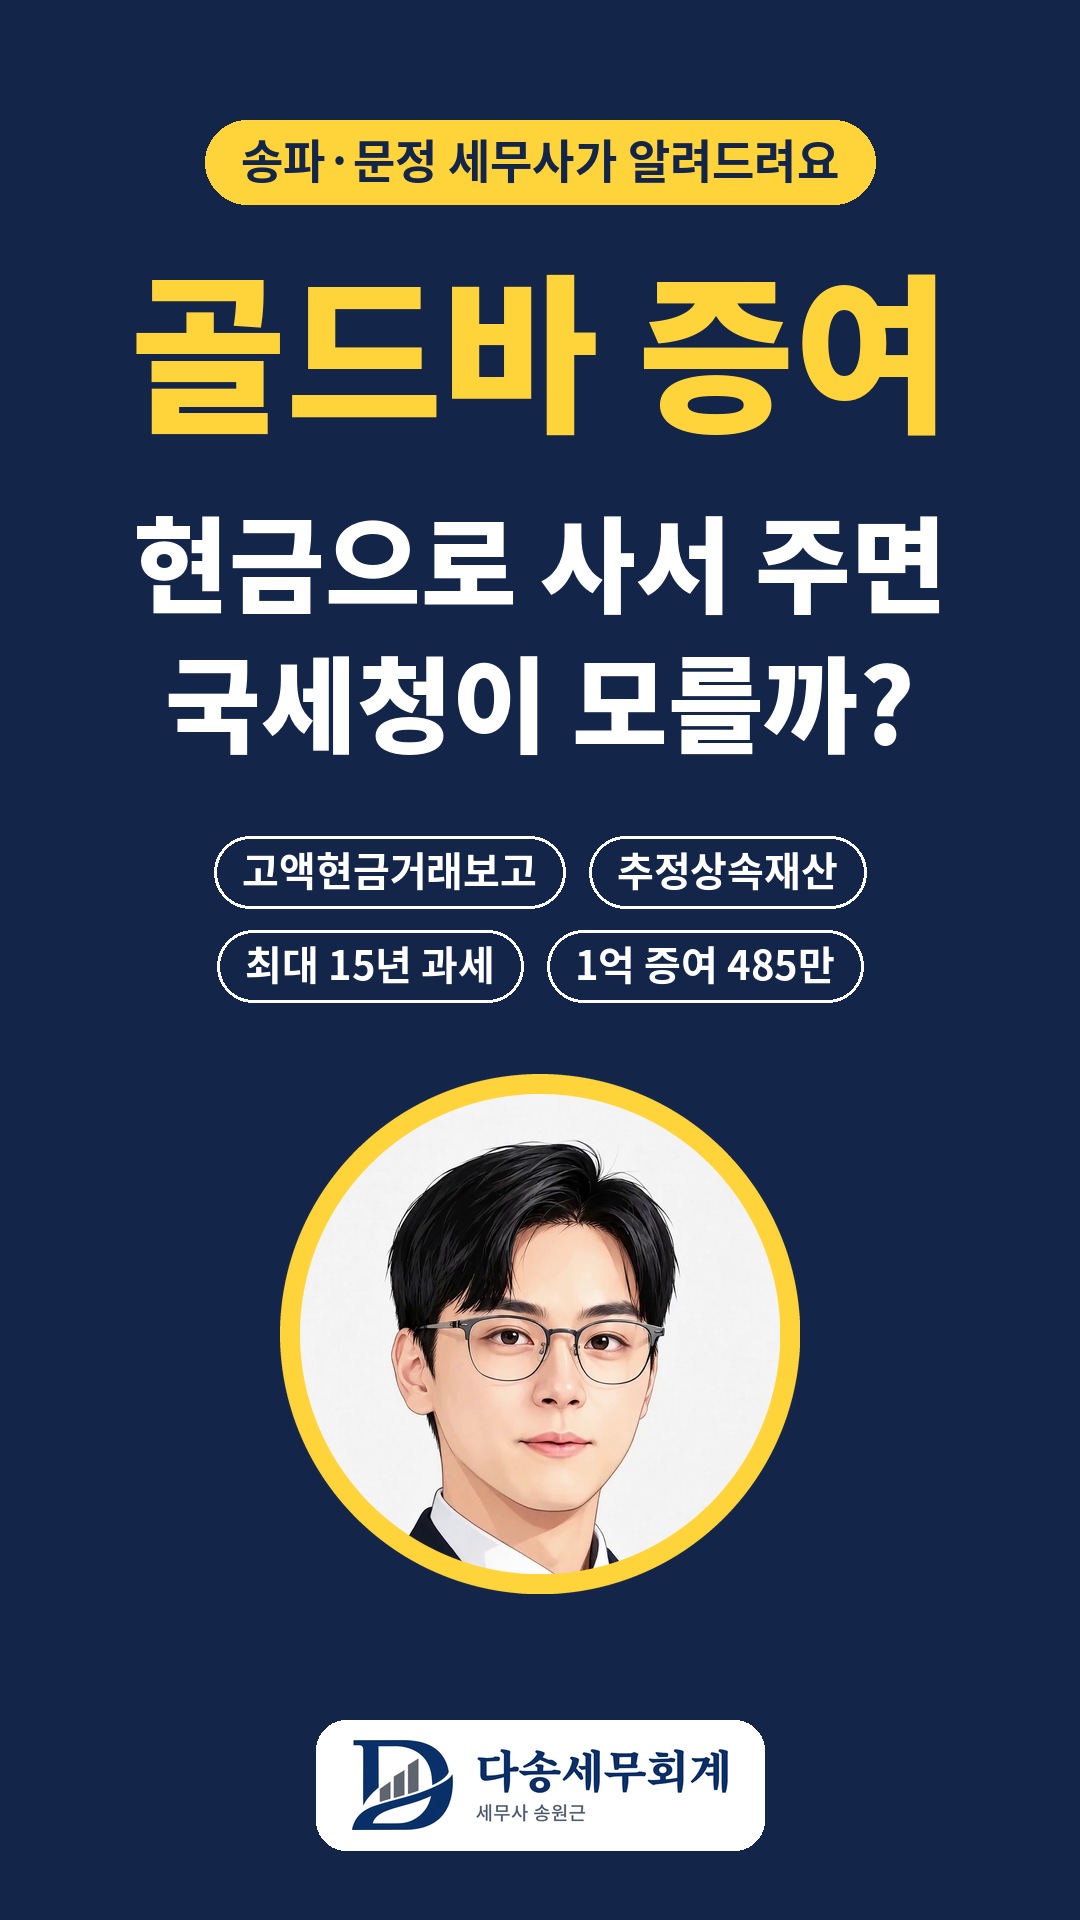 송파·문정 세무사가 알려드려요
골드바 증여
현금으로 사서 주면
국세청이 모를까?
고액현금거래보고 추정상속재산
최대 15년 과세 1억 증여 485만
다송세무회계
세무사 송원근